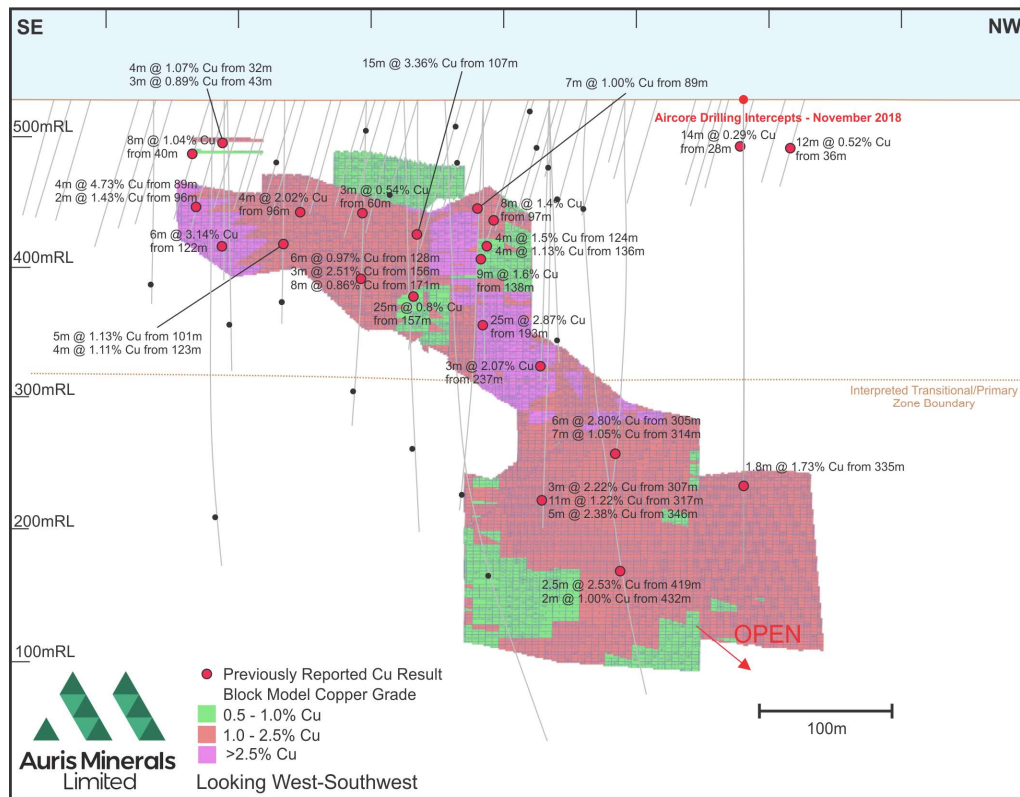 SE
NW
4m @ 1.07% Cu from 32m
3m @ 0.89% Cu from 43m
15m @ 3.36% Cu from 107m
7m @ 1.00% Cu from 89m
Aircore Drilling Intercepts - November 2018
500mRL
8m @ 1.04% Cu
from 40m
14m @ 0.29% Cu
from 28m
12m @ 0.52% Cu
from 36m
4m @ 4.73% Cu from 89m
2m @ 1.43% Cu from 96m
4m @ 2.02% Cu
from 96m
3m @ 0.54% Cu
from 60m
8m @ 1.4% Cu
from 97m
6m @ 3.14% Cu
from 122m
4m @ 1.5% Cu from 124m
4m @ 1.13% Cu from 136m
400mRL
6m @ 0.97% Cu from 128m
3m @ 2.51% Cu from 156m
8m @ 0.86% Cu from 171m
9m @ 1.6% Cu
from 138m
25m @ 0.8% Cu
from 157m
25m @ 2.87% Cu
from 193m
5m @ 1.13% Cu from 101m
4m @ 1.11% Cu from 123m
3m @ 2.07% Cu
from 237m
300mRL
Interpreted Transitional/Primary
Zone Boundary
6m @ 2.80% Cu from 305m
7m @ 1.05% Cu from 314m
1.8m @ 1.73% Cu from 335m
3m @ 2.22% Cu from 307m
11m @ 1.22% Cu from 317m
5m @ 2.38% Cu from 346m
200mRL
2.5m @ 2.53% Cu from 419m
2m @ 1.00% Cu from 432m
OPEN
100mRL
Previously Reported Cu Result
Block Model Copper Grade
0.5 - 1.0% Cu
1.0 - 2.5% Cu
>2.5% Cu
Looking West-Southwest
100m
Auris Minerals
Limited